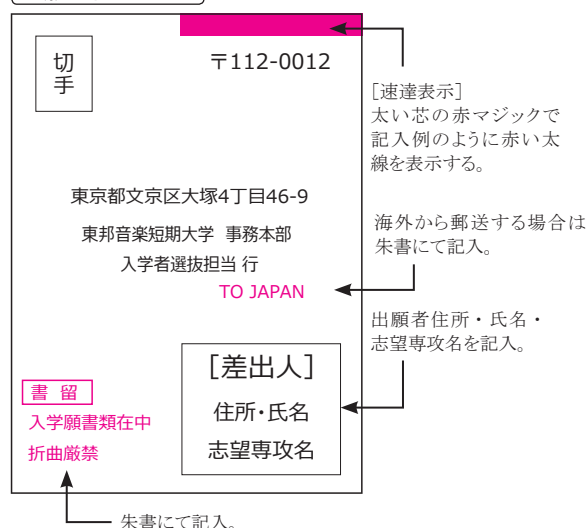 切手
〒112-0012
[速達表示]
太い芯の赤マジックで
記入例のように赤い太
線を表示する。
東京都文京区大塚4丁目46-9
東邦音楽短期大学 事務本部
入学者選抜担当 行
TO JAPAN
海外から郵送する場合は
朱書にて記入。
出願者住所・氏名・
志望専攻名を記入。
[差出人]
住所・氏名
志望専攻名
書 留
入学願書類在中
折曲厳禁
朱書にて記入。